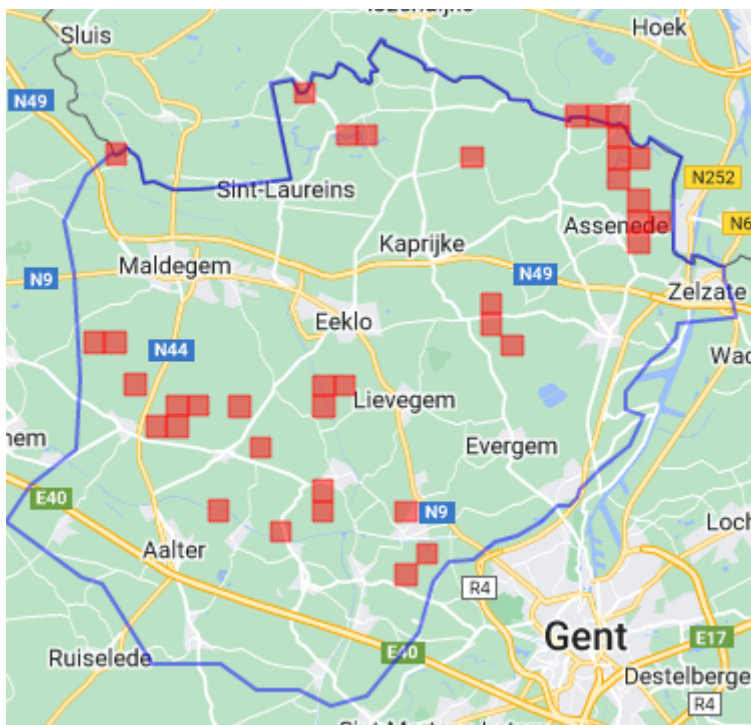 Sluis
Hoek
N49
N252
Sint-Laureins
Assenede
N6
Kaprijke
Maldegem
N9
N49
Zelzate
Eeklo
N44
Wac
Lievegem
nem
Evergem
E40
N9
Loch
Aalter
R4
Gent
E17
E40
Ruiselede
Destelberge
R4